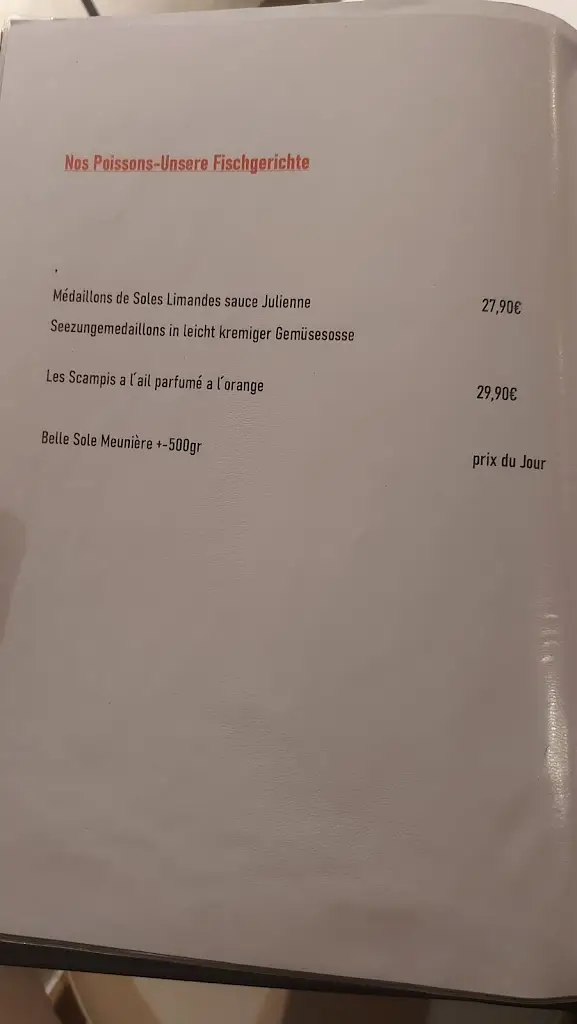 Nos Poissons-Unsere Fischgerichte
Médaillons de Soles Limandes sauce Julienne 27,90€
Seezungemedaillons in leicht kremiger Gemüsesosse
Les Scampis a l´ail parfumé a l´orange 29,90€
Belle Sole Meunière +-500gr prix du Jour